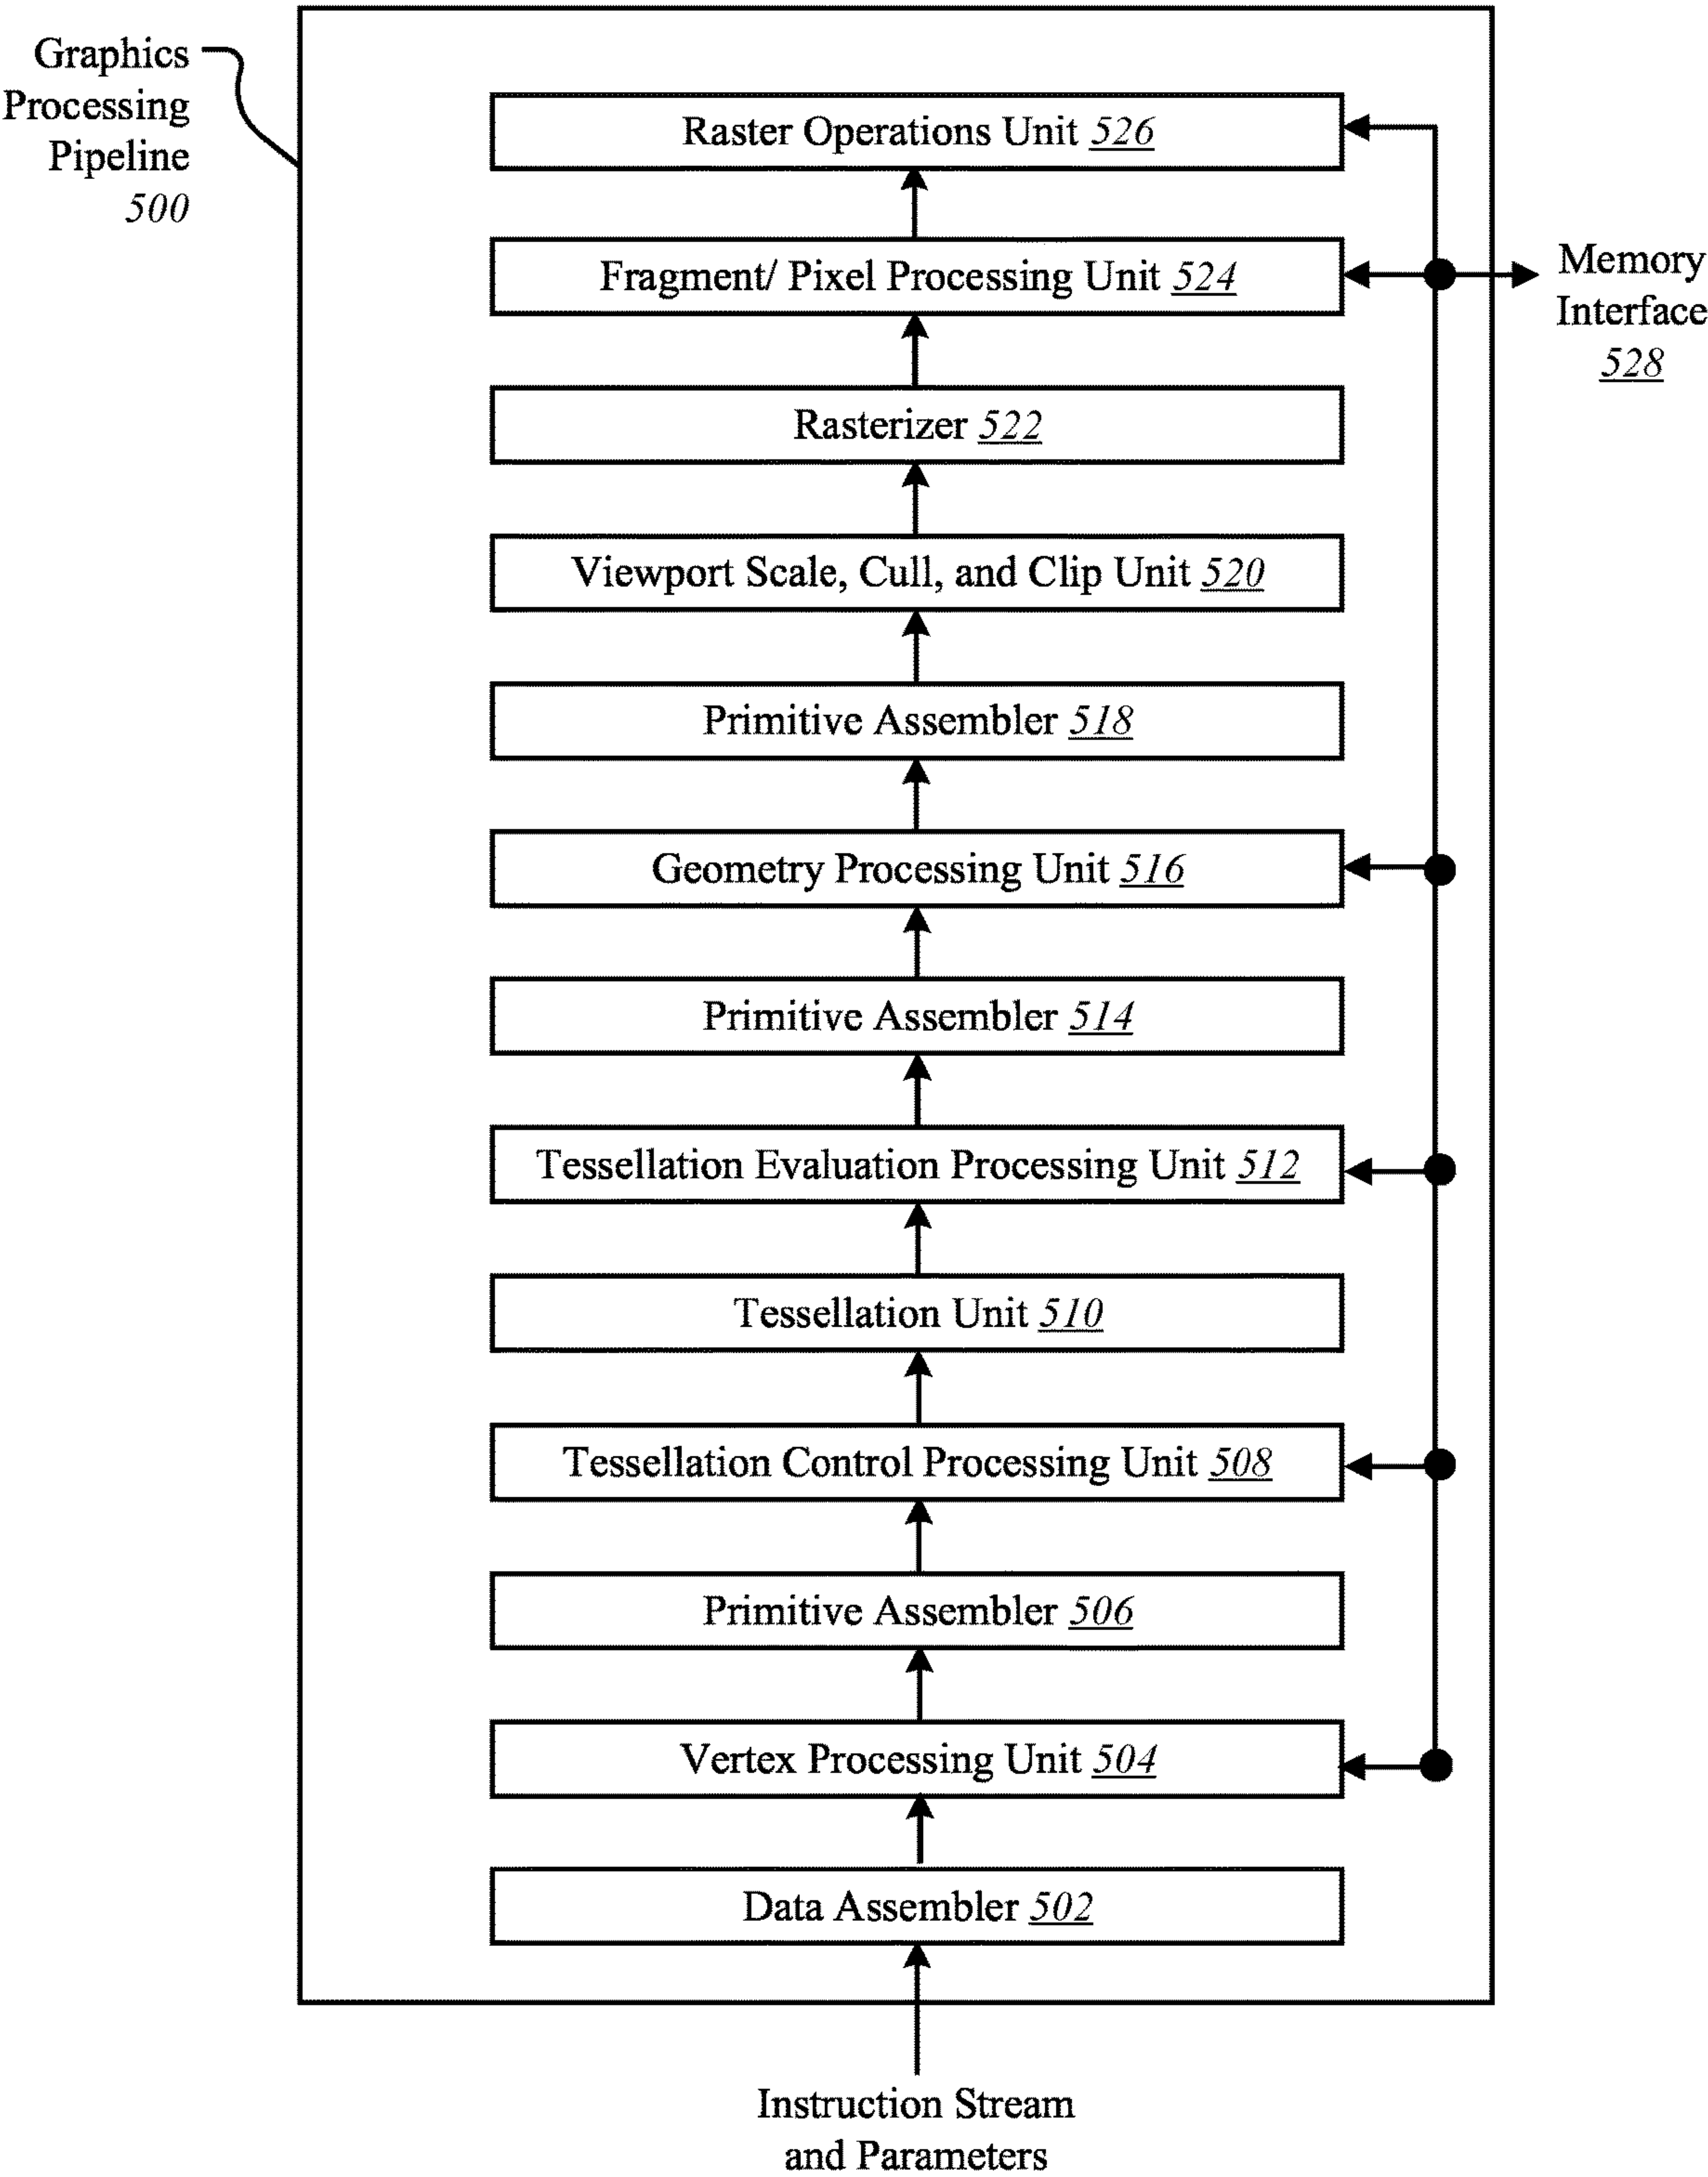 Graphics
Processing
Pipeline
500
Raster Operations Unit 526
Fragment/ Pixel Processing Unit 524
Memory
Interface
528
Rasterizer 522
Viewport Scale, Cull, and Clip Unit 520
Primitive Assembler 518
Geometry Processing Unit 516
Primitive Assembler 514
Tessellation Evaluation Processing Unit 512
Tessellation Unit 510
Tessellation Control Processing Unit 508
Primitive Assembler 506
Vertex Processing Unit 504
Data Assembler 502
Instruction Stream
and Parameters